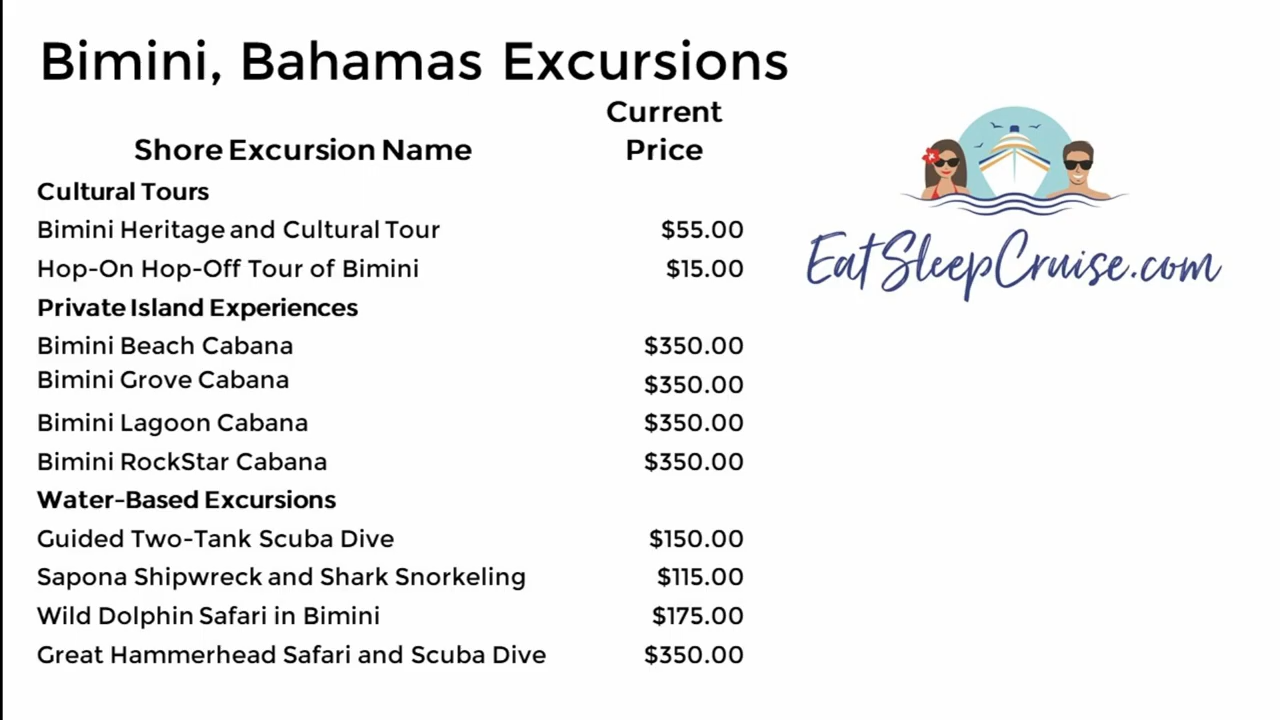 Bimini, Bahamas Excursions
Current
Shore Excursion Name Price
Cultural Tours
Bimini Heritage and Cultural Tour $55.00
Hop-On Hop-Off Tour of Bimini $15.00
Private Island Experiences
Bimini Beach Cabana $350.00
Bimini Grove Cabana $350.00
Bimini Lagoon Cabana $350.00
Bimini RockStar Cabana $350.00
Water-Based Excursions
Guided Two-Tank Scuba Dive $150.00
Sapona Shipwreck and Shark Snorkeling $115.00
Wild Dolphin Safari in Bimini $175.00
Great Hammerhead Safari and Scuba Dive $350.00
EatSleepCruise.com